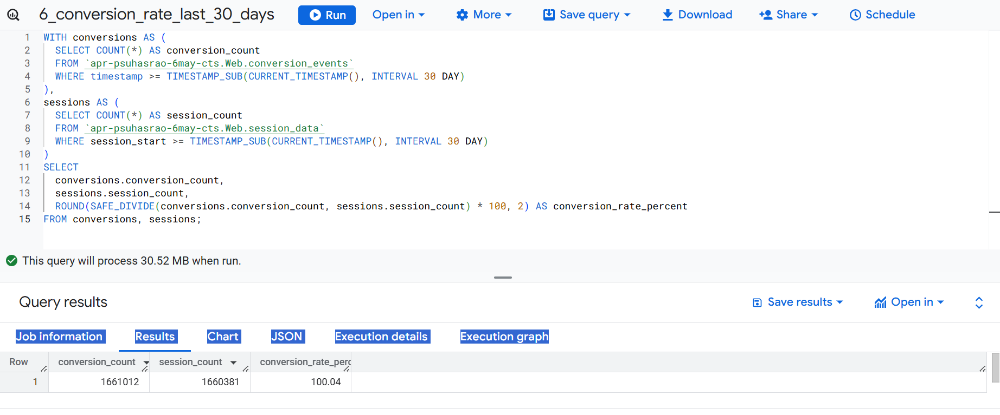 6_conversion_rate_last_30_days Run Open in More Save query Download Share Schedule
1 WITH conversions AS (
2 SELECT COUNT(*) AS conversion_count
3 FROM `apr-psuhasrao-6may-cts.Web.conversion_events`
4 WHERE timestamp >= TIMESTAMP_SUB(CURRENT_TIMESTAMP(), INTERVAL 30 DAY)
5 ),
6 sessions AS (
7 SELECT COUNT(*) AS session_count
8 FROM `apr-psuhasrao-6may-cts.Web.session_data`
9 WHERE session_start >= TIMESTAMP_SUB(CURRENT_TIMESTAMP(), INTERVAL 30 DAY)
10 )
11 SELECT
12 conversions.conversion_count,
13 sessions.session_count,
14 ROUND(SAFE_DIVIDE(conversions.conversion_count, sessions.session_count) * 100, 2) AS conversion_rate_percent
15 FROM conversions, sessions;
This query will process 30.52 MB when run.
Query results Save results Open in
Job information Results Chart JSON Execution details Execution graph
Row conversion_count session_count conversion_rate_perc
1 1661012 1660381 100.04